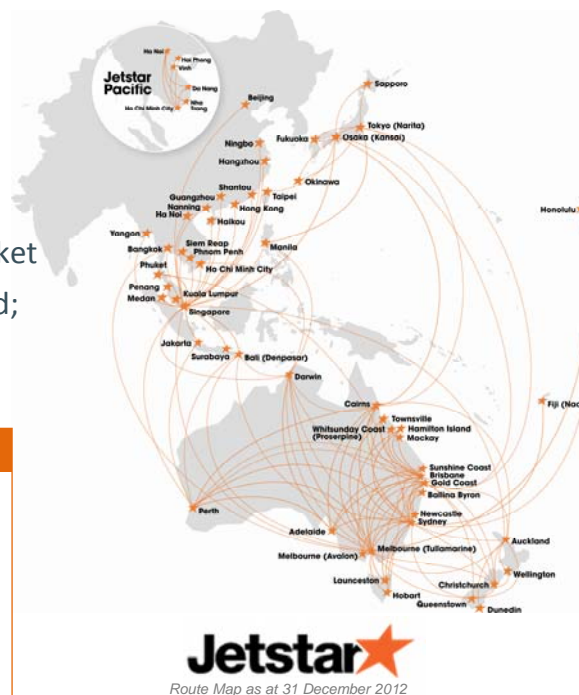 Ha Noi
Hai Phong
Vinh
Jetstar
Pacific
Da Nang
Nha
Trang
Ho Chi Minh City
Sapporo
Beijing
Tokyo (Narita)
Ningbo
Fukuoka
Osaka (Kansai)
Hangzhou
Okinawa
Shantou
Guangzhou
Taipei
Nanning
Hong Kong
Ha Noi
Haikou
Honolulu
Yangon
Siem Reap
Manila
Bangkok
Phnom Penh
ket
Phuket
Ho Chi Minh City
Penang
Kuala Lumpur
Medan
Singapore
d;
Jakarta
Surabaya
Bali (Denpasar)
Darwin
Cairns
Fiji (Nad
Townsville
Whitsunday Coast
(Proserpine)
Hamilton Island
Mackay
Sunshine Coast
Brisbane
Gold Coast
Ballina Byron
Newcastle
Perth
Sydney
Adelaide
Auckland
Melbourne (Avalon)
Melbourne (Tullamarine)
Wellington
Launceston
Christchurch
Hobart
Queenstown
Dunedin
Jetstar
Route Map as at 31 December 2012